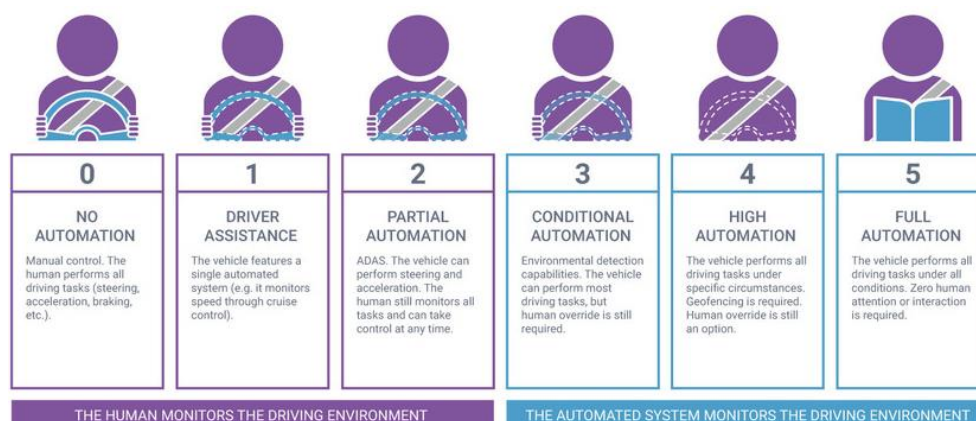 0
NO
AUTOMATION
Manual control. The
human performs all
driving tasks (steering,
acceleration, braking,
etc.).
1
DRIVER
ASSISTANCE
The vehicle features a
single automated
system (e.g. it monitors
speed through cruise
control).
2
PARTIAL
AUTOMATION
ADAS. The vehicle can
perform steering and
acceleration. The
human still monitors all
tasks and can take
control at any time.
3
CONDITIONAL
AUTOMATION
Environmental detection
capabilities. The vehicle
can perform most
driving tasks, but
human override is still
required.
4
HIGH
AUTOMATION
The vehicle performs all
driving tasks under
specific circumstances.
Geofencing is required.
Human override is still
an option.
5
FULL
AUTOMATION
The vehicle performs all
driving tasks under all
conditions. Zero human
attention or interaction
is required.
THE HUMAN MONITORS THE DRIVING ENVIRONMENT
THE AUTOMATED SYSTEM MONITORS THE DRIVING ENVIRONMENT